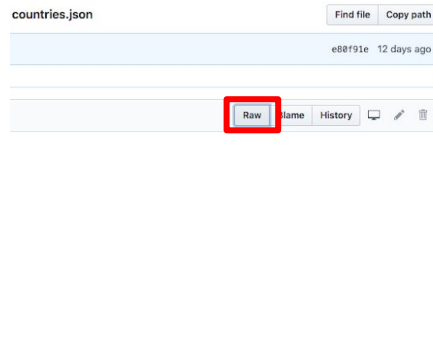 countries.json Find file Copy path
e80f91e 12 days ago
Raw Blame History